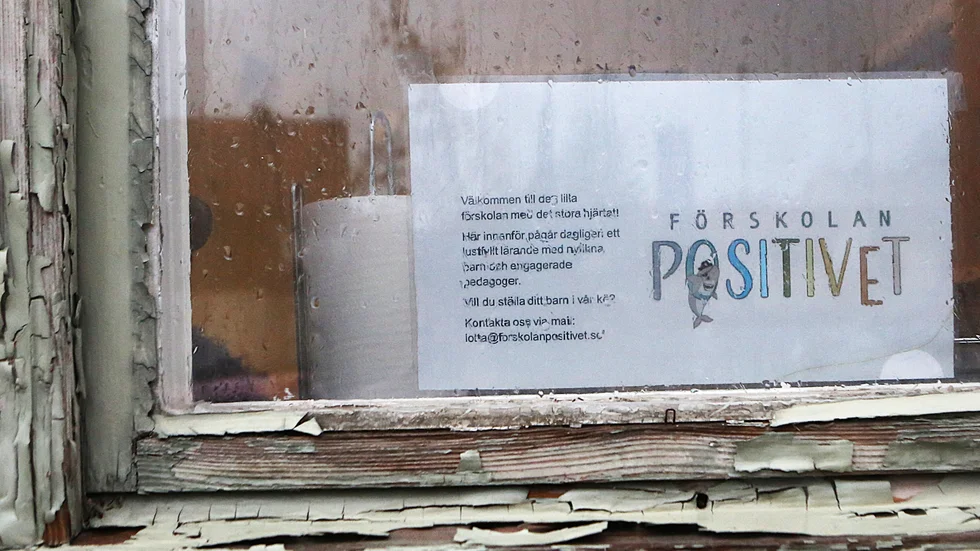 Välkommen till den lilla
förskolan med det stora hjärtat!
Här innanför pågår dagligen ett
lustfyllt lärande med nyfikna
barn och engagerade
pedagoger.
Vill du ställa ditt barn i vår kö?
Kontakta oss via mail:
lotta@forskolanpositivet.se
FÖRSKOLAN
POSITIVET